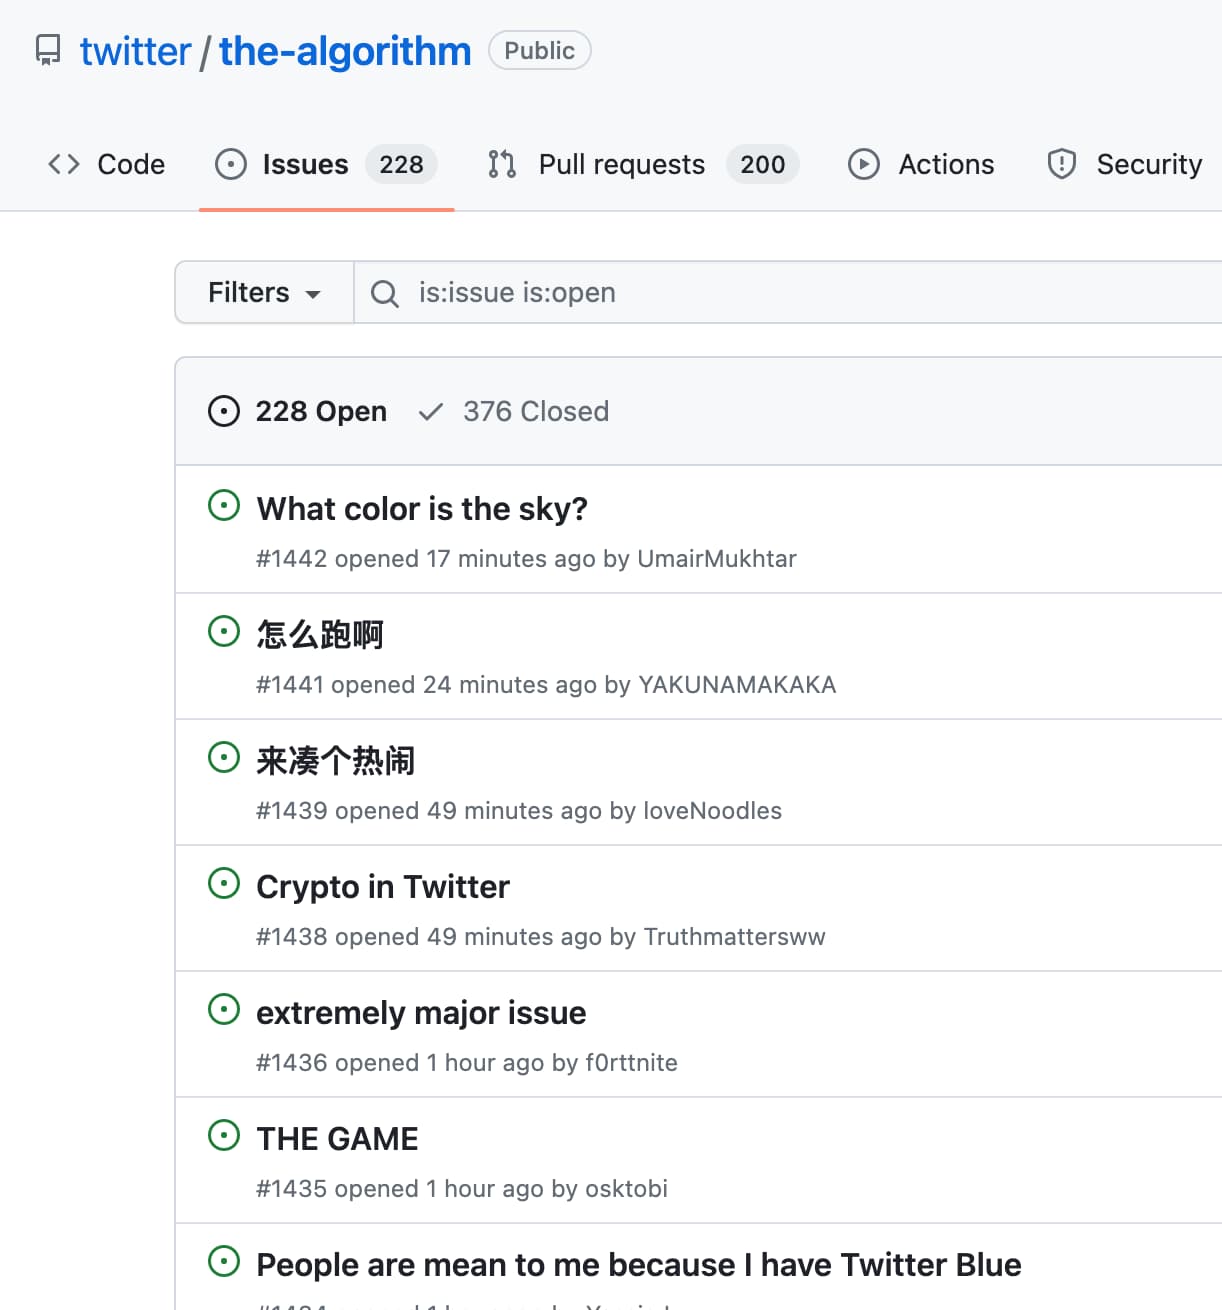 twitter / the-algorithm Public
Code Issues 228 Pull requests 200 Actions Security
Filters is:issue is:open
228 Open 376 Closed
What color is the sky?
#1442 opened 17 minutes ago by UmairMukhtar
怎么跑啊
#1441 opened 24 minutes ago by YAKUNAMAKAKA
来凑个热闹
#1439 opened 49 minutes ago by loveNoodles
Crypto in Twitter
#1438 opened 49 minutes ago by Truthmattersww
extremely major issue
#1436 opened 1 hour ago by f0rttnite
THE GAME
#1435 opened 1 hour ago by osktobi
People are mean to me because I have Twitter Blue